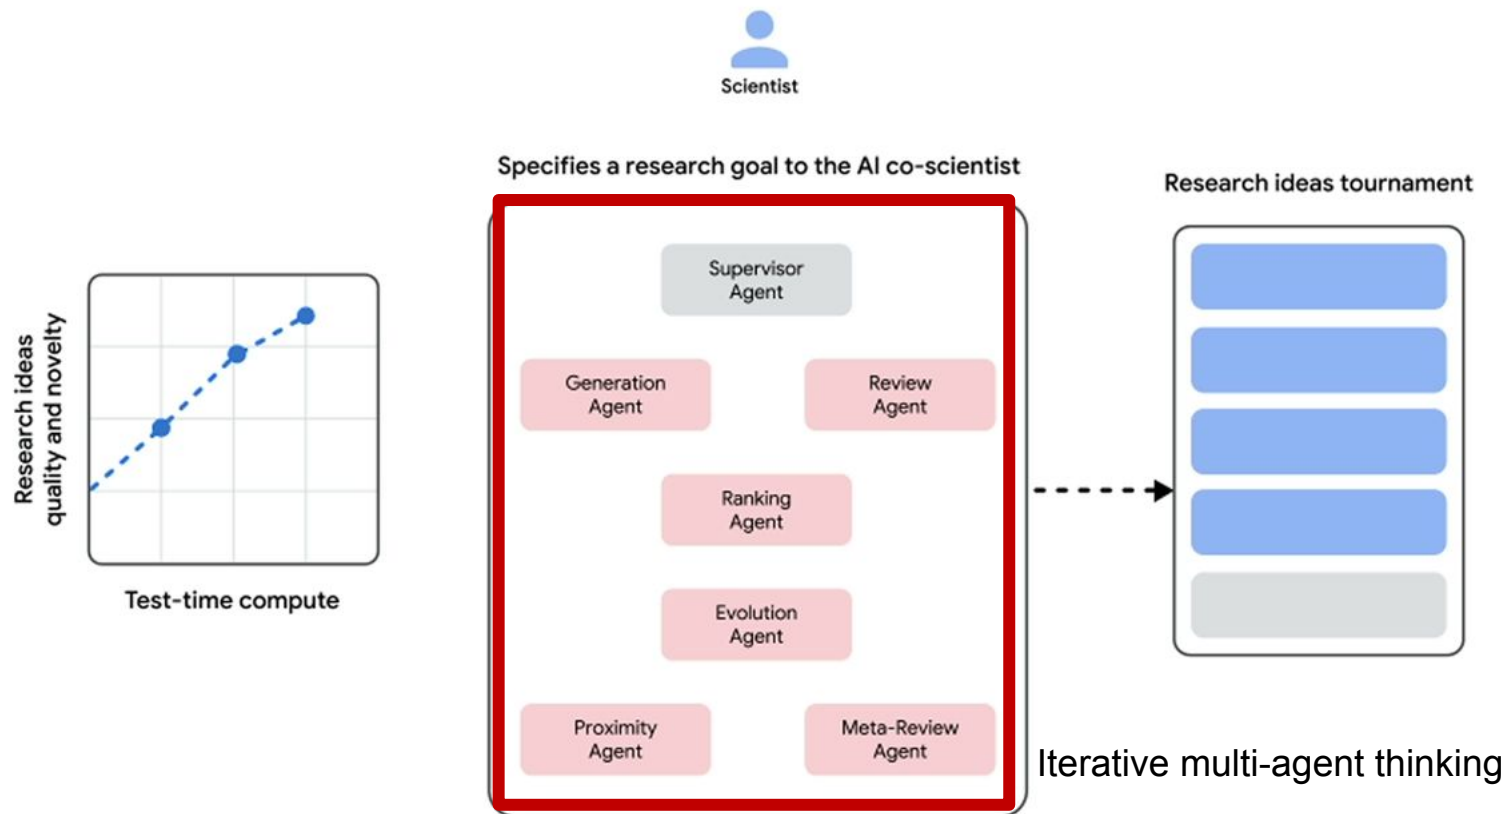 Scientist
Specifies a research goal to the AI co-scientist
Research ideas tournament
Research ideas
quality and novelty
Test-time compute
Supervisor
Agent
Generation
Agent
Review
Agent
Ranking
Agent
Evolution
Agent
Proximity
Agent
Meta-Review
Agent
Iterative multi-agent thinking